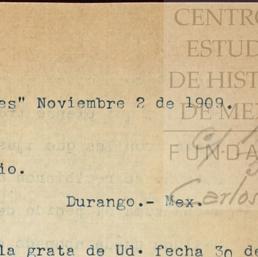 CENTRO
ESTUD
DE HIST
DE ME
FUNDA
Carlos
es" Noviembre 2 de 1909.
io.
Durango.- Mex.
la grata de Ud. fecha 30 de